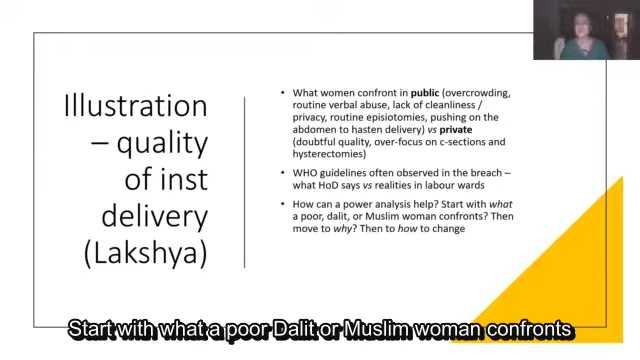 Illustration
– quality
of inst
delivery
(Lakshya)
• What women confront in public (overcrowding,
routine verbal abuse, lack of cleanliness /
privacy, routine episiotomies, pushing on the
abdomen to hasten delivery) vs private
(doubtful quality, over-focus on c-sections and
hysterectomies)
• WHO guidelines often observed in the breach –
what HoD says vs realities in labour wards
• How can a power analysis help? Start with what
a poor, dalit, or Muslim woman confronts? Then
move to why? Then to how to change
Start with what a poor Dalit or Muslim woman confronts